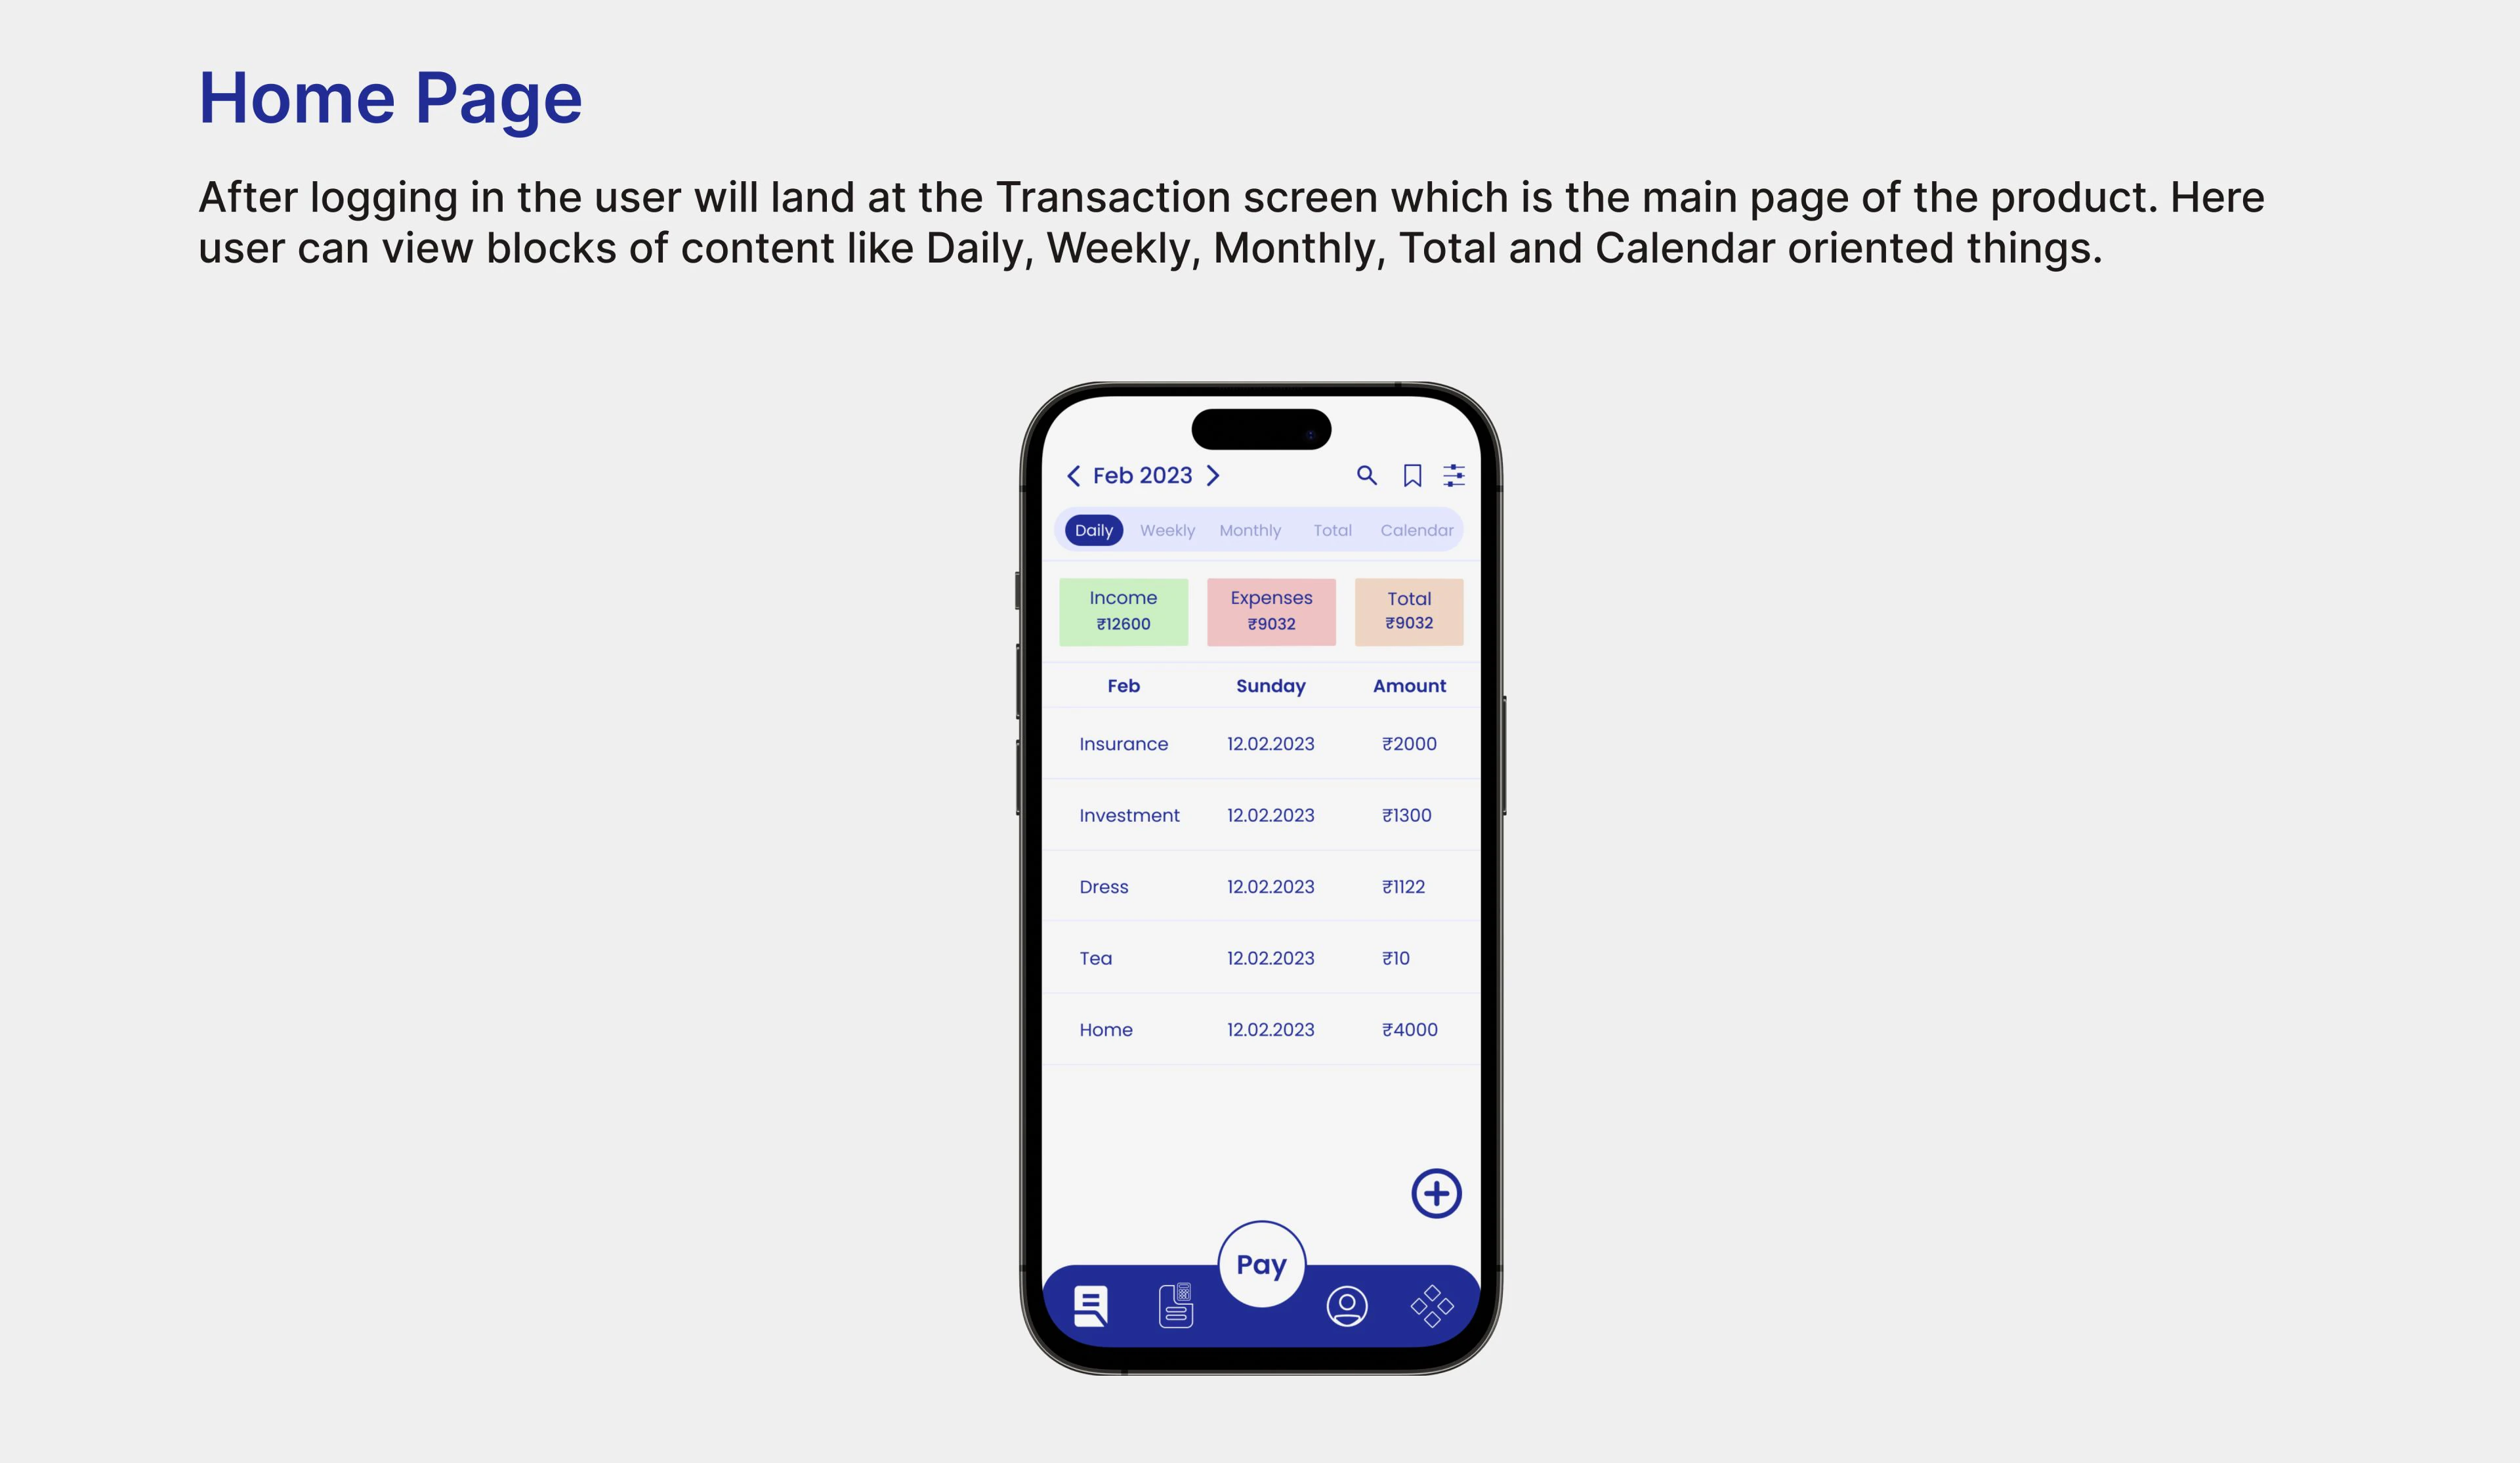 Home Page
After logging in the user will land at the Transaction screen which is the main page of the product. Here
user can view blocks of content like Daily, Weekly, Monthly, Total and Calendar oriented things.
Feb 2023
Daily Weekly Monthly Total Calendar
Income Expenses Total
₹12600 ₹9032 ₹9032
Feb Sunday Amount
Insurance 12.02.2023 ₹2000
Investment 12.02.2023 ₹1300
Dress 12.02.2023 ₹1122
Tea 12.02.2023 ₹10
Home 12.02.2023 ₹4000
Pay